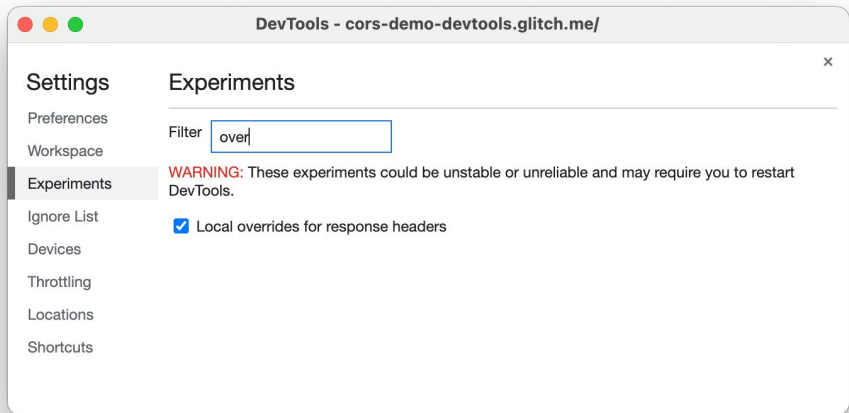 DevTools - cors-demo-devtools.glitch.me/
×
Settings
Preferences
Workspace
Experiments
Ignore List
Devices
Throttling
Locations
Shortcuts
Experiments
Filter over
WARNING: These experiments could be unstable or unreliable and may require you to restart
DevTools.
Local overrides for response headers